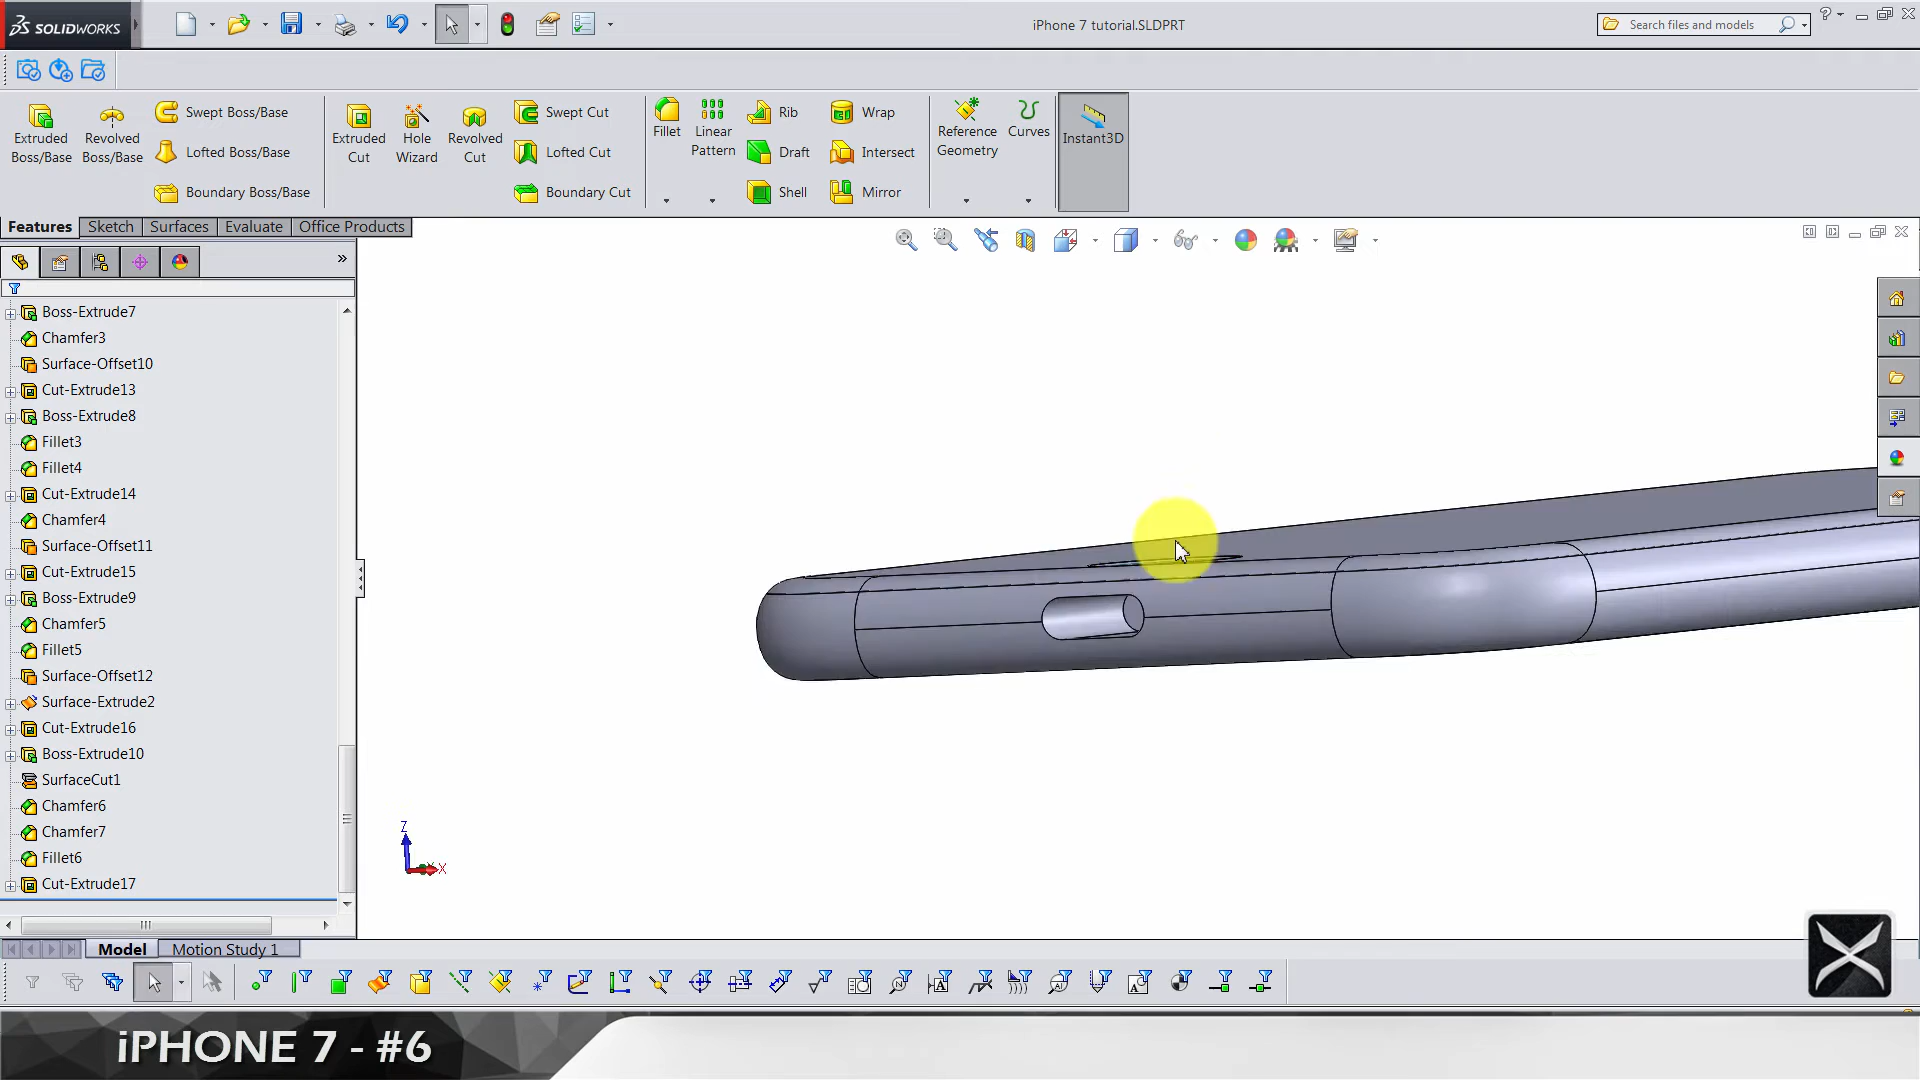 SOLIDWORKS
iPhone 7 tutorial.SLDPRT
Search files and models
Extruded Boss/Base
Revolved Boss/Base
Swept Boss/Base
Lofted Boss/Base
Boundary Boss/Base
Extruded Cut
Hole Wizard
Revolved Cut
Swept Cut
Lofted Cut
Boundary Cut
Fillet
Linear Pattern
Rib
Draft
Shell
Wrap
Intersect
Mirror
Reference Geometry
Curves
Instant3D
Features
Sketch
Surfaces
Evaluate
Office Products
Boss-Extrude7
Chamfer3
Surface-Offset10
Cut-Extrude13
Boss-Extrude8
Fillet3
Fillet4
Cut-Extrude14
Chamfer4
Surface-Offset11
Cut-Extrude15
Boss-Extrude9
Chamfer5
Fillet5
Surface-Offset12
Surface-Extrude2
Cut-Extrude16
Boss-Extrude10
SurfaceCut1
Chamfer6
Chamfer7
Fillet6
Cut-Extrude17
Z
X
Model
Motion Study 1
iPHONE 7 - #6